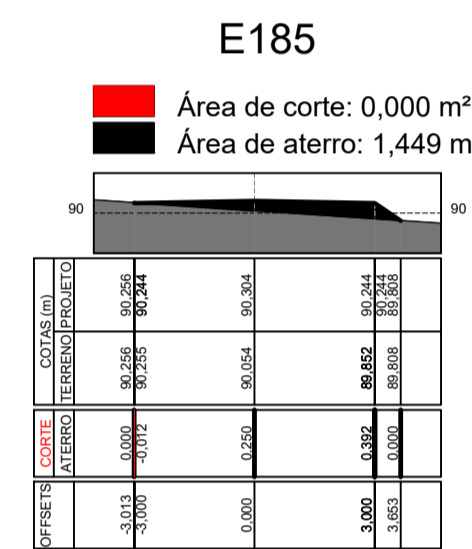 E185
Área de corte: 0,000 m²
Área de aterro: 1,449 m
90
90
COTAS (m)
PROJETO
90,256
90,244
90,304
90,244
90,244
89,808
TERRENO
90,256
90,255
90,054
89,852
89,808
CORTE
ATERRO
0,000
-0,012
0,250
0,392
0,000
OFFSETS
-3,013
-3,000
0,000
3,000
3,653